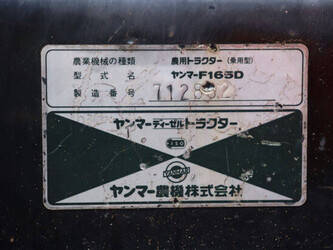 農業機械の種類 農用トラクター (乗用型)
型式名 ヤンマーF165D
製造番号 712892
ヤンマーディーゼルトラクター
YANMAR
ヤンマー農機株式会社